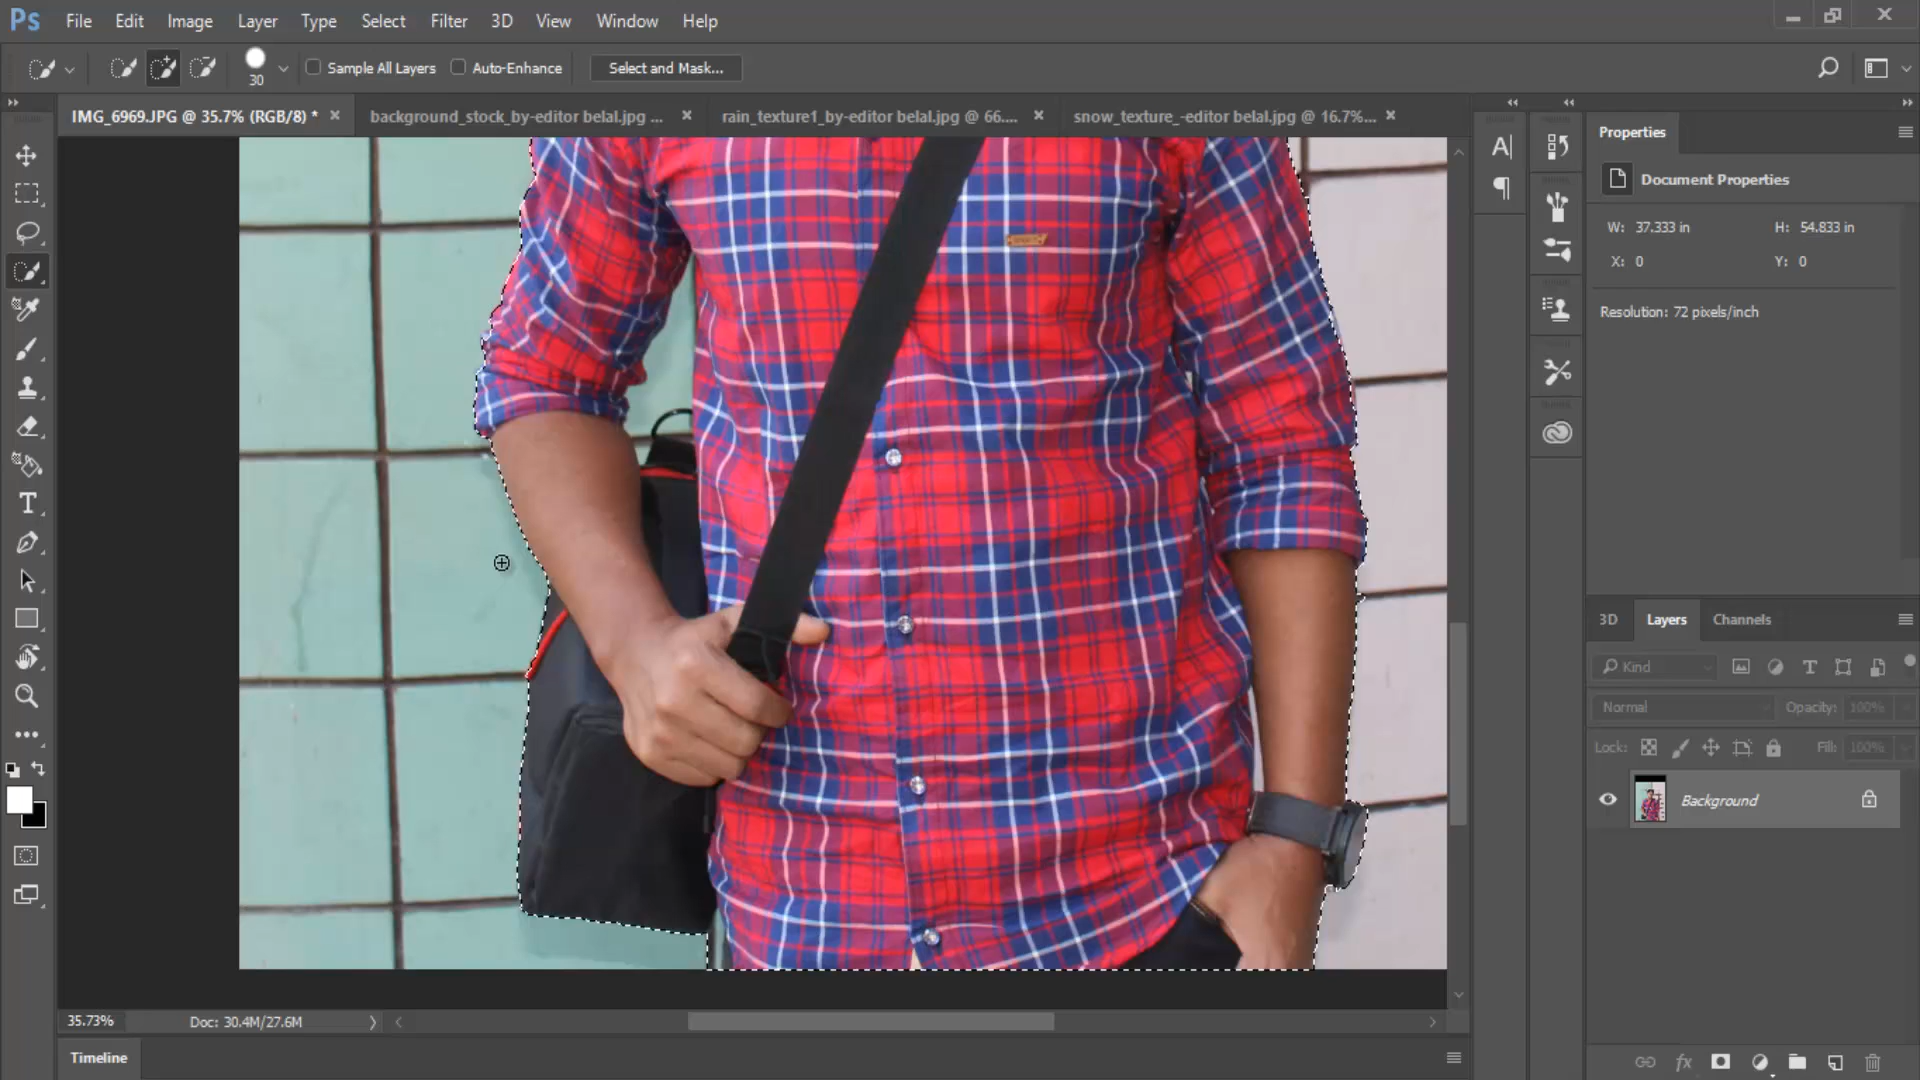 Ps File Edit Image Layer Type Select Filter 3D View Window Help
30 Sample All Layers Auto-Enhance Select and Mask...
IMG_6969.JPG @ 35.7% (RGB/8) * background_stock_by-editor belal.jpg ... rain_texture1_by-editor belal.jpg @ 66.... snow_texture_-editor belal.jpg @ 16.7%...
Properties
Document Properties
W: 37.333 in H: 54.833 in
X: 0 Y: 0
Resolution: 72 pixels/inch
3D Layers Channels
Kind
Normal Opacity: 100%
Lock: Fill: 100%
Background
35.73% Doc: 30.4M/27.6M
Timeline